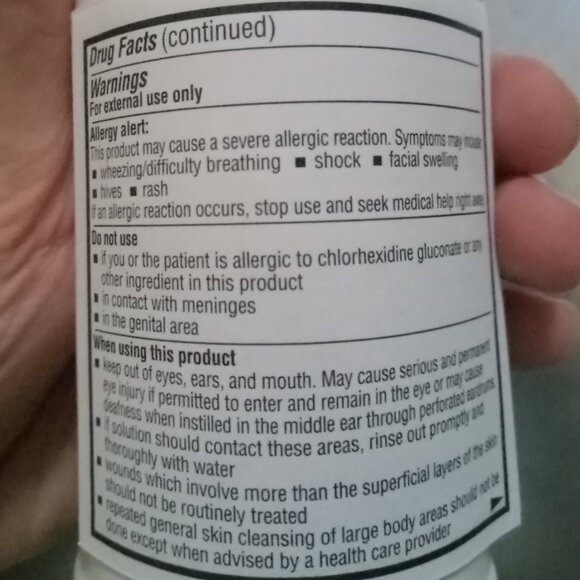 Drug Facts (continued)
Warnings
For external use only
Allergy alert:
This product may cause a severe allergic reaction. Symptoms may include:
▪ wheezing/difficulty breathing ▪ shock ▪ facial swelling
▪ hives ▪ rash
If an allergic reaction occurs, stop use and seek medical help right away.
Do not use
▪ if you or the patient is allergic to chlorhexidine gluconate or any
other ingredient in this product
▪ in contact with meninges
▪ in the genital area
When using this product
▪ keep out of eyes, ears, and mouth. May cause serious and permanent
eye injury if permitted to enter and remain in the eye or may cause
deafness when instilled in the middle ear through perforated eardrums.
▪ if solution should contact these areas, rinse out promptly and
thoroughly with water
▪ wounds which involve more than the superficial layers of the skin
should not be routinely treated
▪ repeated general skin cleansing of large body areas should not be
done except when advised by a health care provider